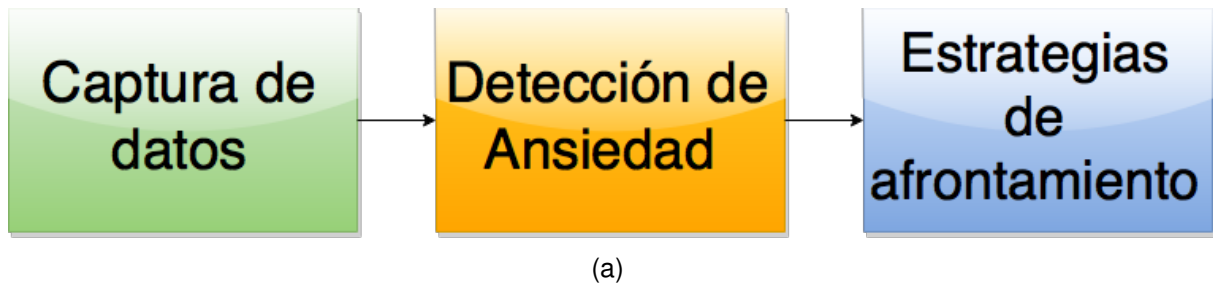 Captura de
datos
Detección de
Ansiedad
Estrategias
de
afrontamiento
(a)